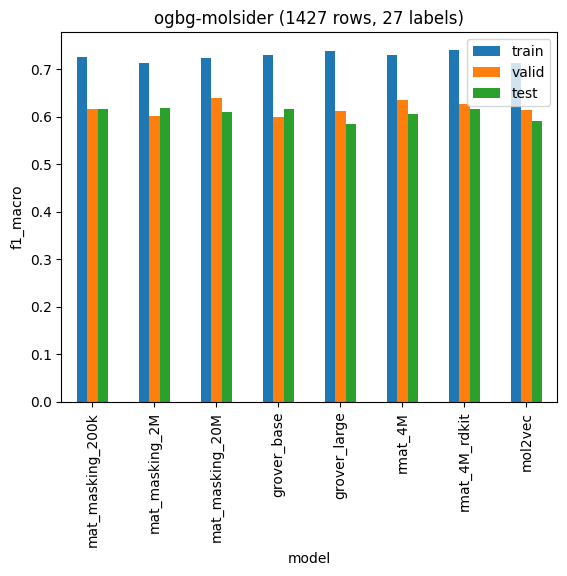 ogbg-molsider (1427 rows, 27 labels)
train
valid
test
f1_macro
0.7
0.6
0.5
0.4
0.3
0.2
0.1
0.0
mat_masking_200k
mat_masking_2M
mat_masking_20M
grover_base
grover_large
rmat_4M
rmat_4M_rdkit
mol2vec
model